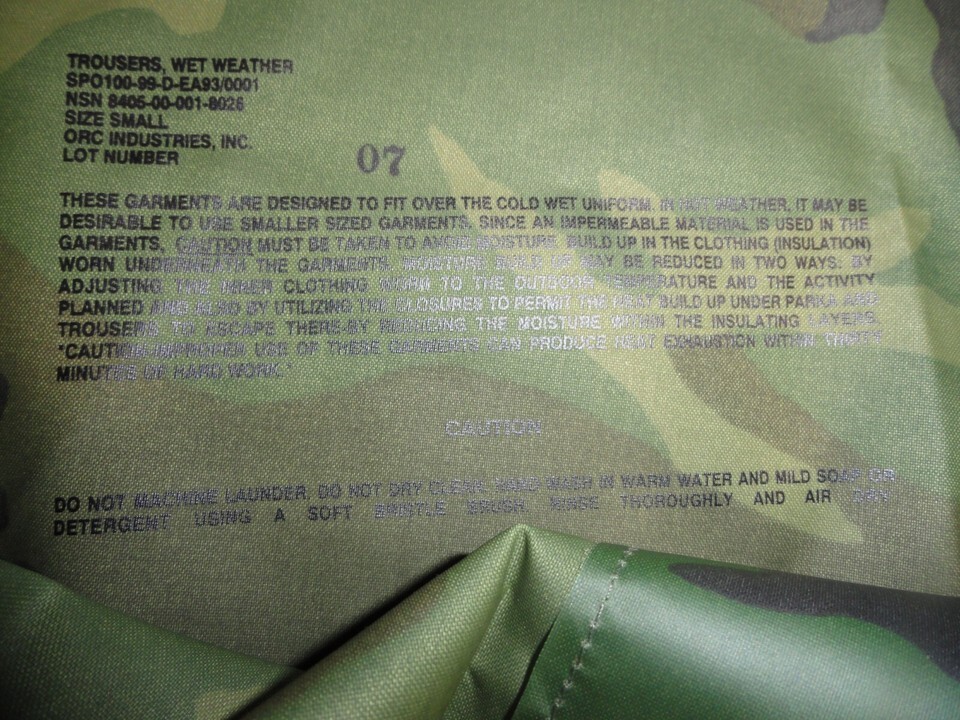 TROUSERS, WET WEATHER
SPO100-99-D-EA93/0001
NSN 8405-00-001-8026
SIZE SMALL
ORC INDUSTRIES, INC.
LOT NUMBER 07
THESE GARMENTS ARE DESIGNED TO FIT OVER THE COLD WET UNIFORM. IN HOT WEATHER, IT MAY BE
DESIRABLE TO USE SMALLER SIZED GARMENTS. SINCE AN IMPERMEABLE MATERIAL IS USED IN THE
GARMENTS, CAUTION MUST BE TAKEN TO AVOID MOISTURE BUILD UP IN THE CLOTHING (INSULATION)
WORN UNDERNEATH THE GARMENTS. MOISTURE BUILD UP MAY BE REDUCED IN TWO WAYS: BY
ADJUSTING THE INNER CLOTHING WORN TO THE OUTDOOR TEMPERATURE AND THE ACTIVITY
PLANNED AND ALSO BY UTILIZING THE CLOSURES TO PERMIT THE HEAT BUILD UP UNDER PARKA AND
TROUSERS TO ESCAPE THERE-BY REDUCING THE MOISTURE WITHIN THE INSULATING LAYERS.
"CAUTION-IMPROPER USE OF THESE GARMENTS CAN PRODUCE HEAT EXHAUSTION WITHIN THIRTY
MINUTES OF HARD WORK."
CAUTION
DO NOT MACHINE LAUNDER. DO NOT DRY CLEAN. HAND WASH IN WARM WATER AND MILD SOAP OR
DETERGENT USING A SOFT BRISTLE BRUSH. RINSE THOROUGHLY AND AIR DRY